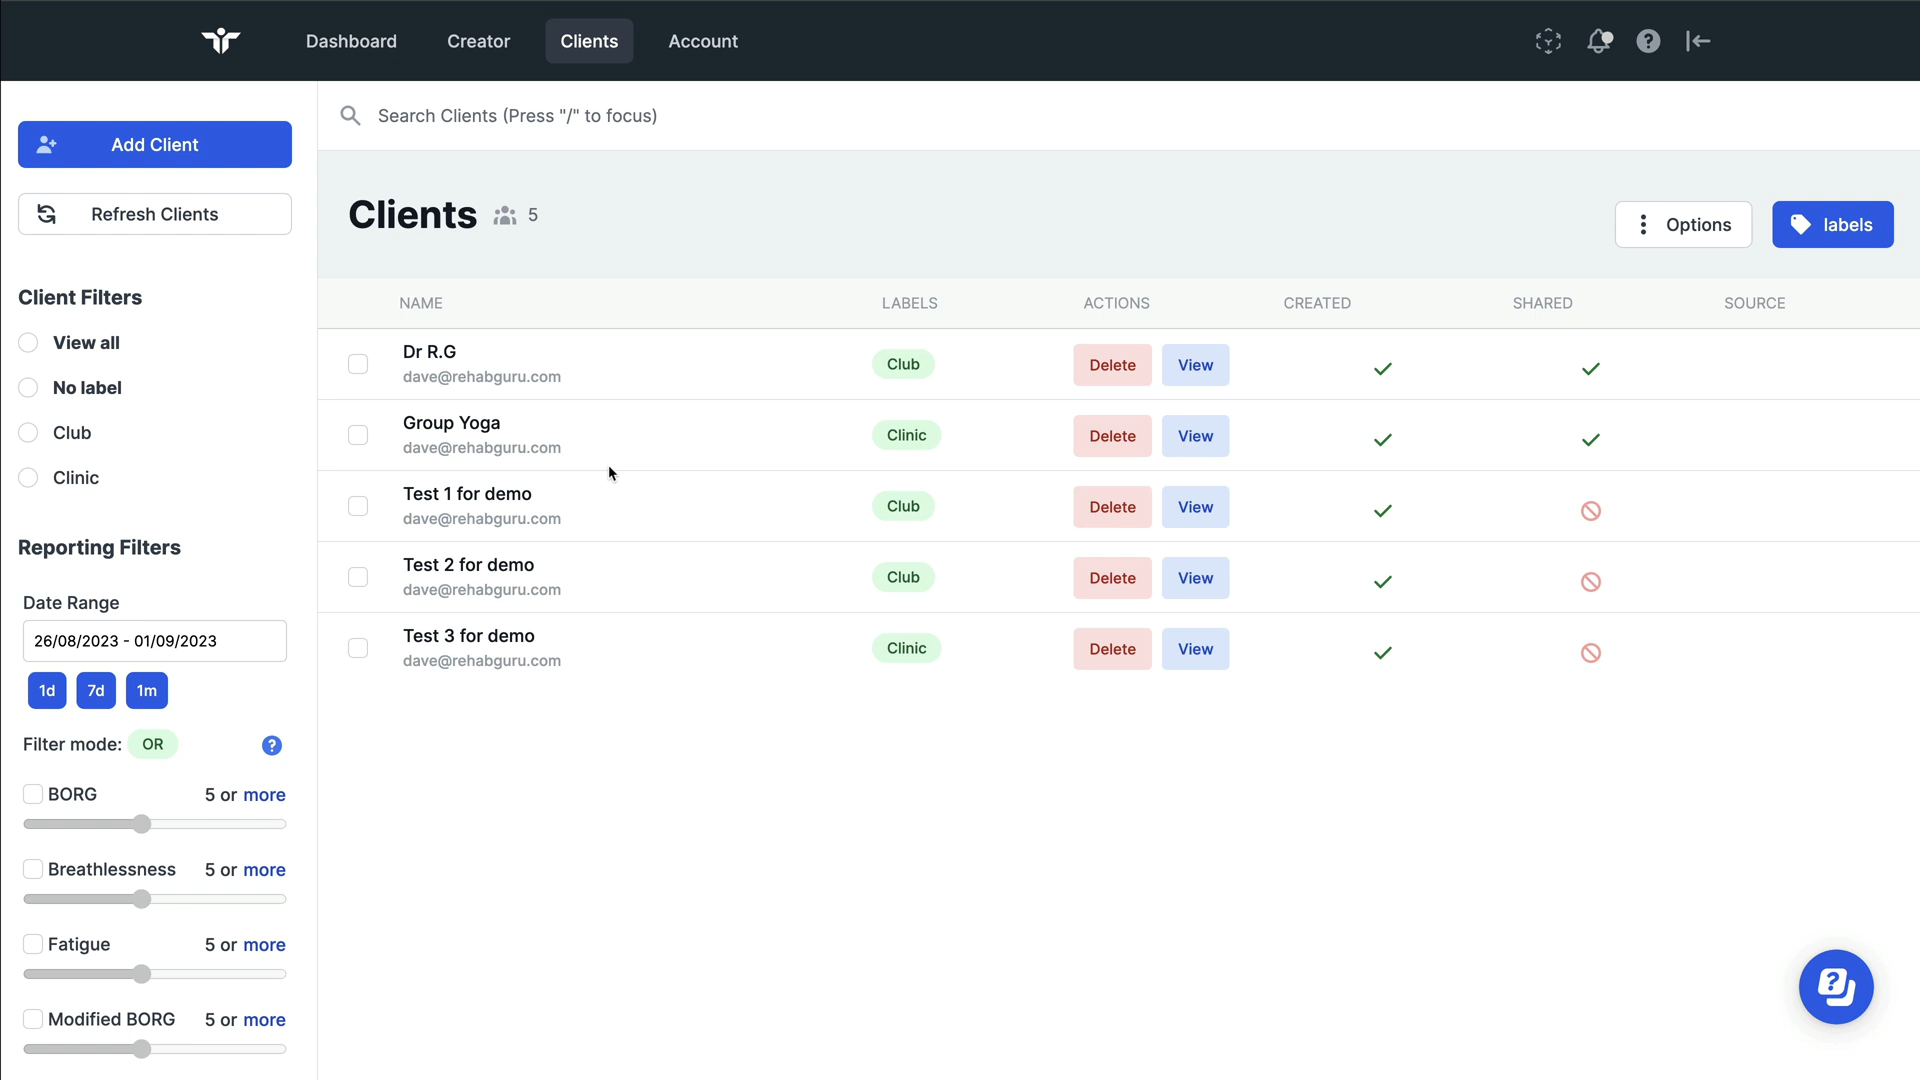 Dashboard Creator Clients Account
Add Client
Refresh Clients
Client Filters
View all
No label
Club
Clinic
Reporting Filters
Date Range
26/08/2023 - 01/09/2023
1d 7d 1m
Filter mode: OR ?
BORG 5 or more
Breathlessness 5 or more
Fatigue 5 or more
Modified BORG 5 or more
Search Clients (Press "/" to focus)
Clients 5
Options labels
NAME LABELS ACTIONS CREATED SHARED SOURCE
Dr R.G
dave@rehabguru.com
Club Delete View
Group Yoga
dave@rehabguru.com
Clinic Delete View
Test 1 for demo
dave@rehabguru.com
Club Delete View
Test 2 for demo
dave@rehabguru.com
Club Delete View
Test 3 for demo
dave@rehabguru.com
Clinic Delete View